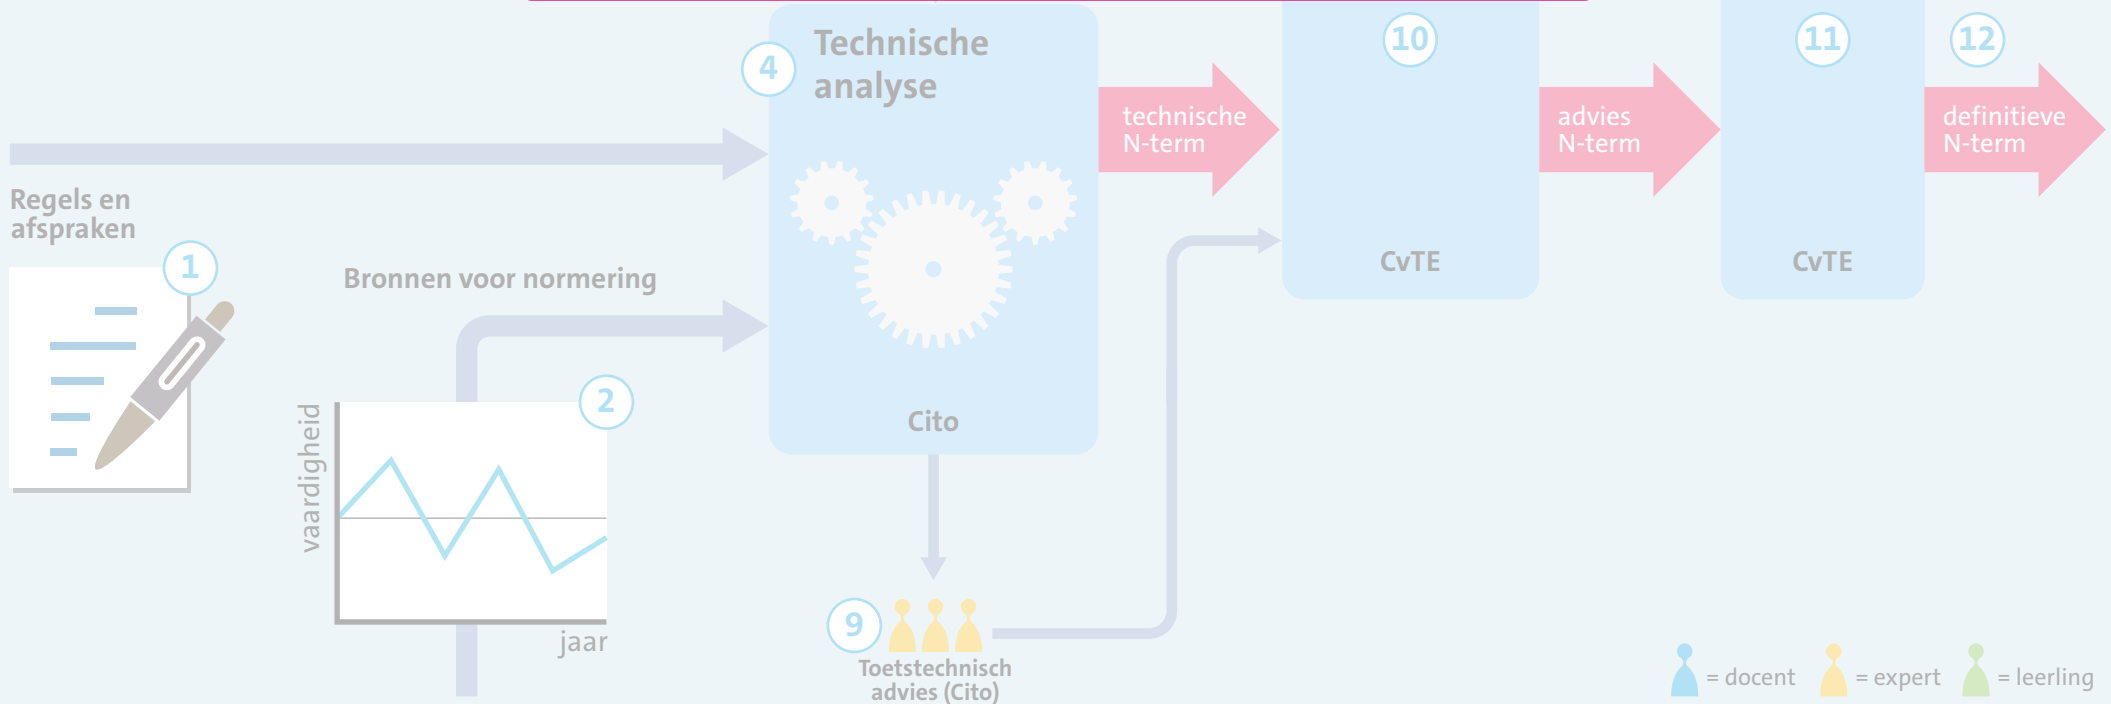 4
Technische
analyse
10
11
12
technische
N-term
advies
N-term
definitieve
N-term
Regels en
afspraken
1
Bronnen voor normering
CvTE
CvTE
2
vaardigheid
Cito
jaar
9
Toetstechnisch
advies (Cito)
= docent
= expert
= leerling